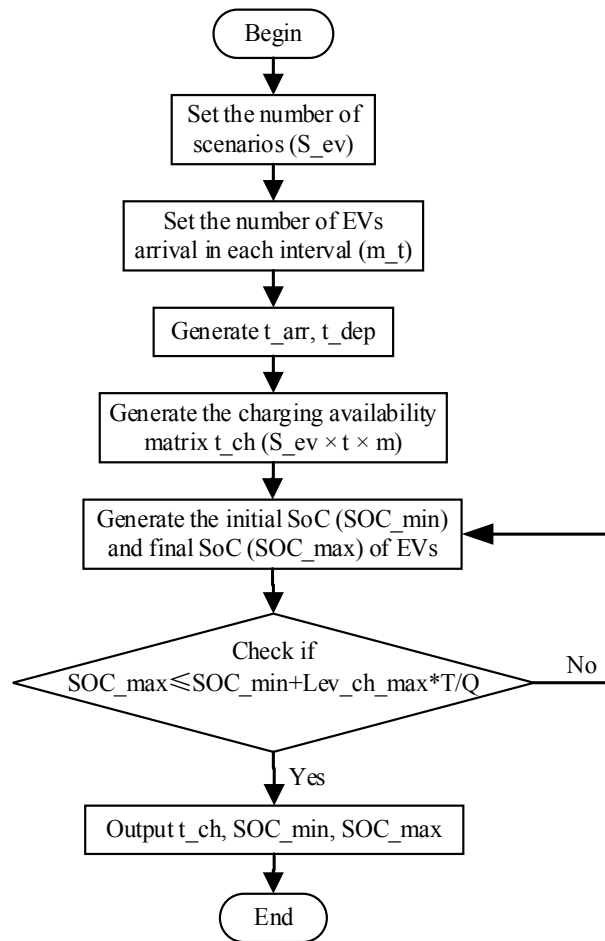 Begin
Set the number of
scenarios (S_ev)
Set the number of EVs
arrival in each interval (m_t)
Generate t_arr, t_dep
Generate the charging availability
matrix t_ch (S_ev × t × m)
Generate the initial SoC (SOC_min)
and final SoC (SOC_max) of EVs
Check if
SOC_max⩽SOC_min+Lev_ch_max*T/Q
No
Yes
Output t_ch, SOC_min, SOC_max
End